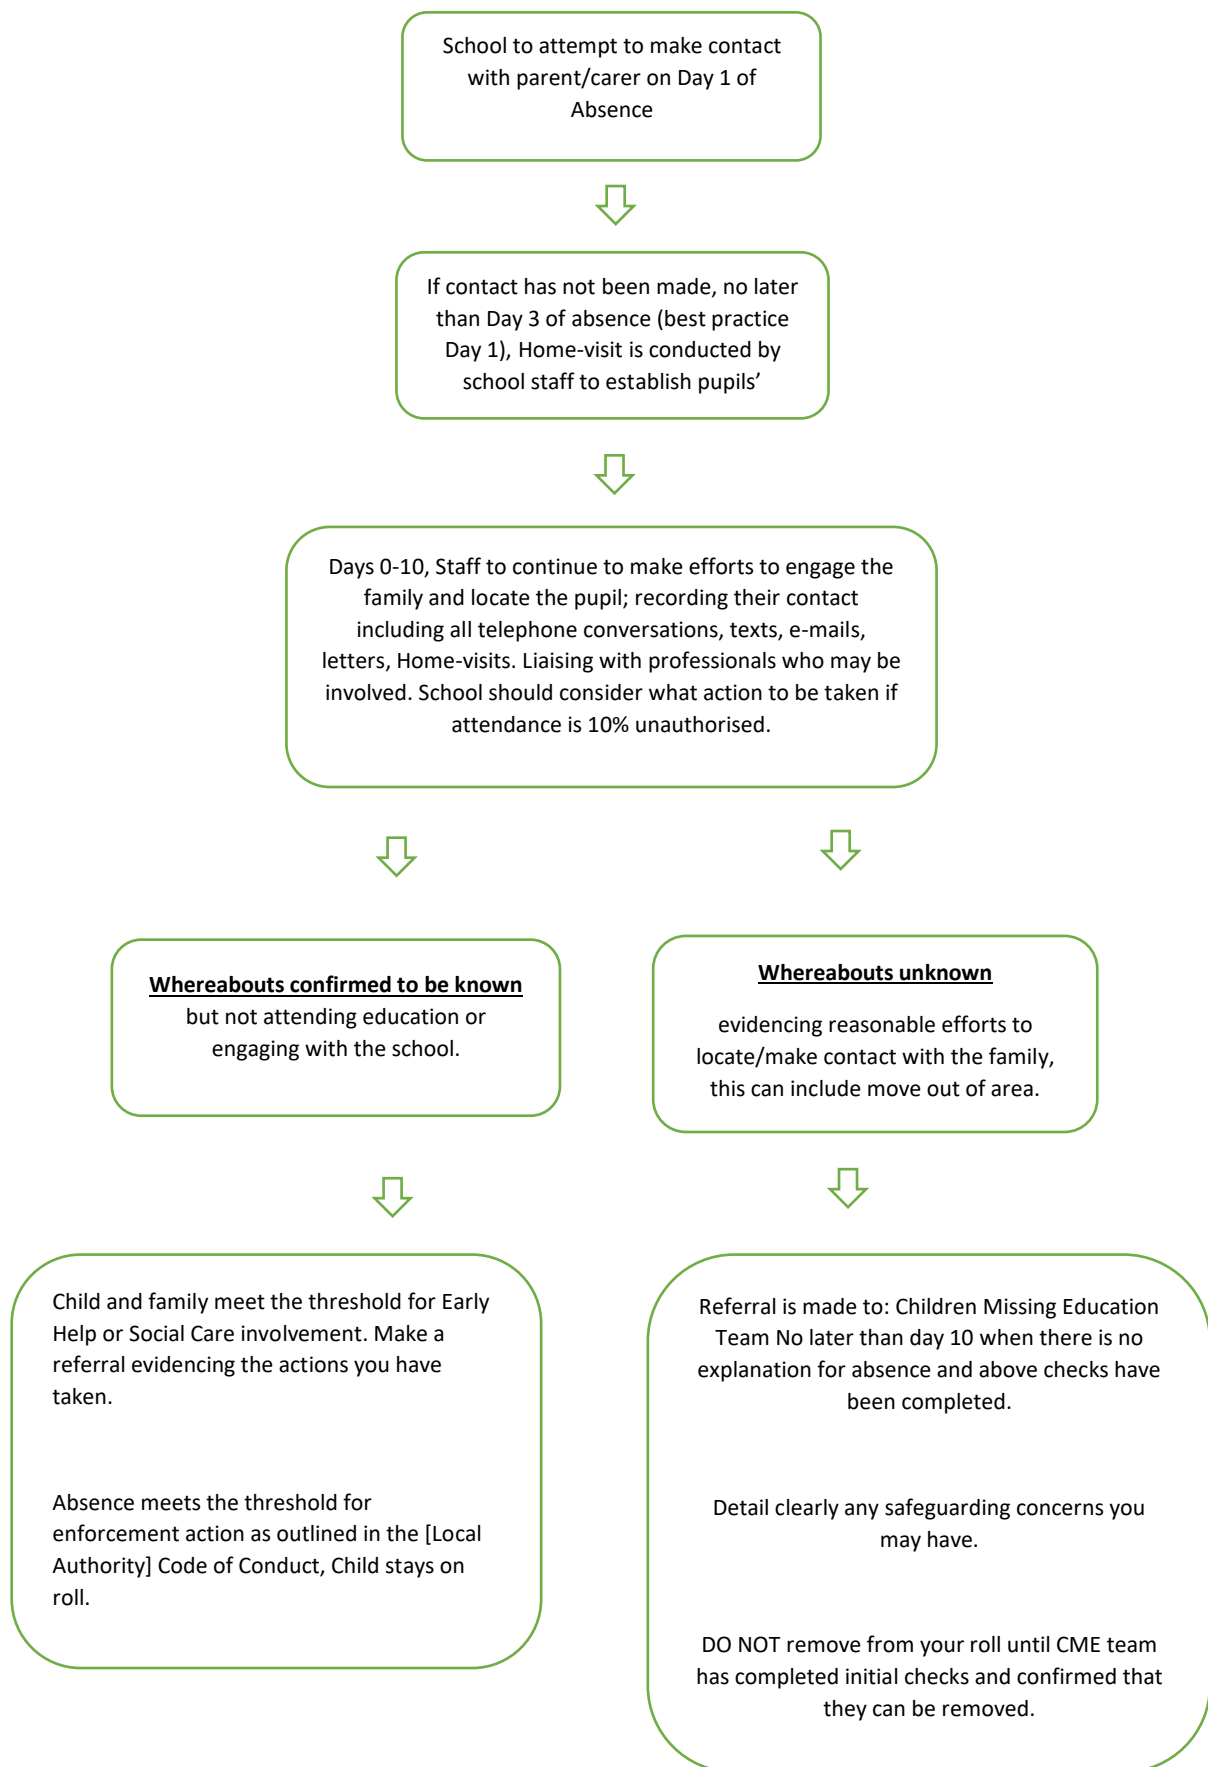 School to attempt to make contact
with parent/carer on Day 1 of
Absence
If contact has not been made, no later
than Day 3 of absence (best practice
Day 1), Home-visit is conducted by
school staff to establish pupils’
Days 0-10, Staff to continue to make efforts to engage the
family and locate the pupil; recording their contact
including all telephone conversations, texts, e-mails,
letters, Home-visits. Liaising with professionals who may be
involved. School should consider what action to be taken if
attendance is 10% unauthorised.
Whereabouts confirmed to be known
but not attending education or
engaging with the school.
Whereabouts unknown
evidencing reasonable efforts to
locate/make contact with the family,
this can include move out of area.
Child and family meet the threshold for Early
Help or Social Care involvement. Make a
referral evidencing the actions you have
taken.
Absence meets the threshold for
enforcement action as outlined in the [Local
Authority] Code of Conduct, Child stays on
roll.
Referral is made to: Children Missing Education
Team No later than day 10 when there is no
explanation for absence and above checks have
been completed.
Detail clearly any safeguarding concerns you
may have.
DO NOT remove from your roll until CME team
has completed initial checks and confirmed that
they can be removed.